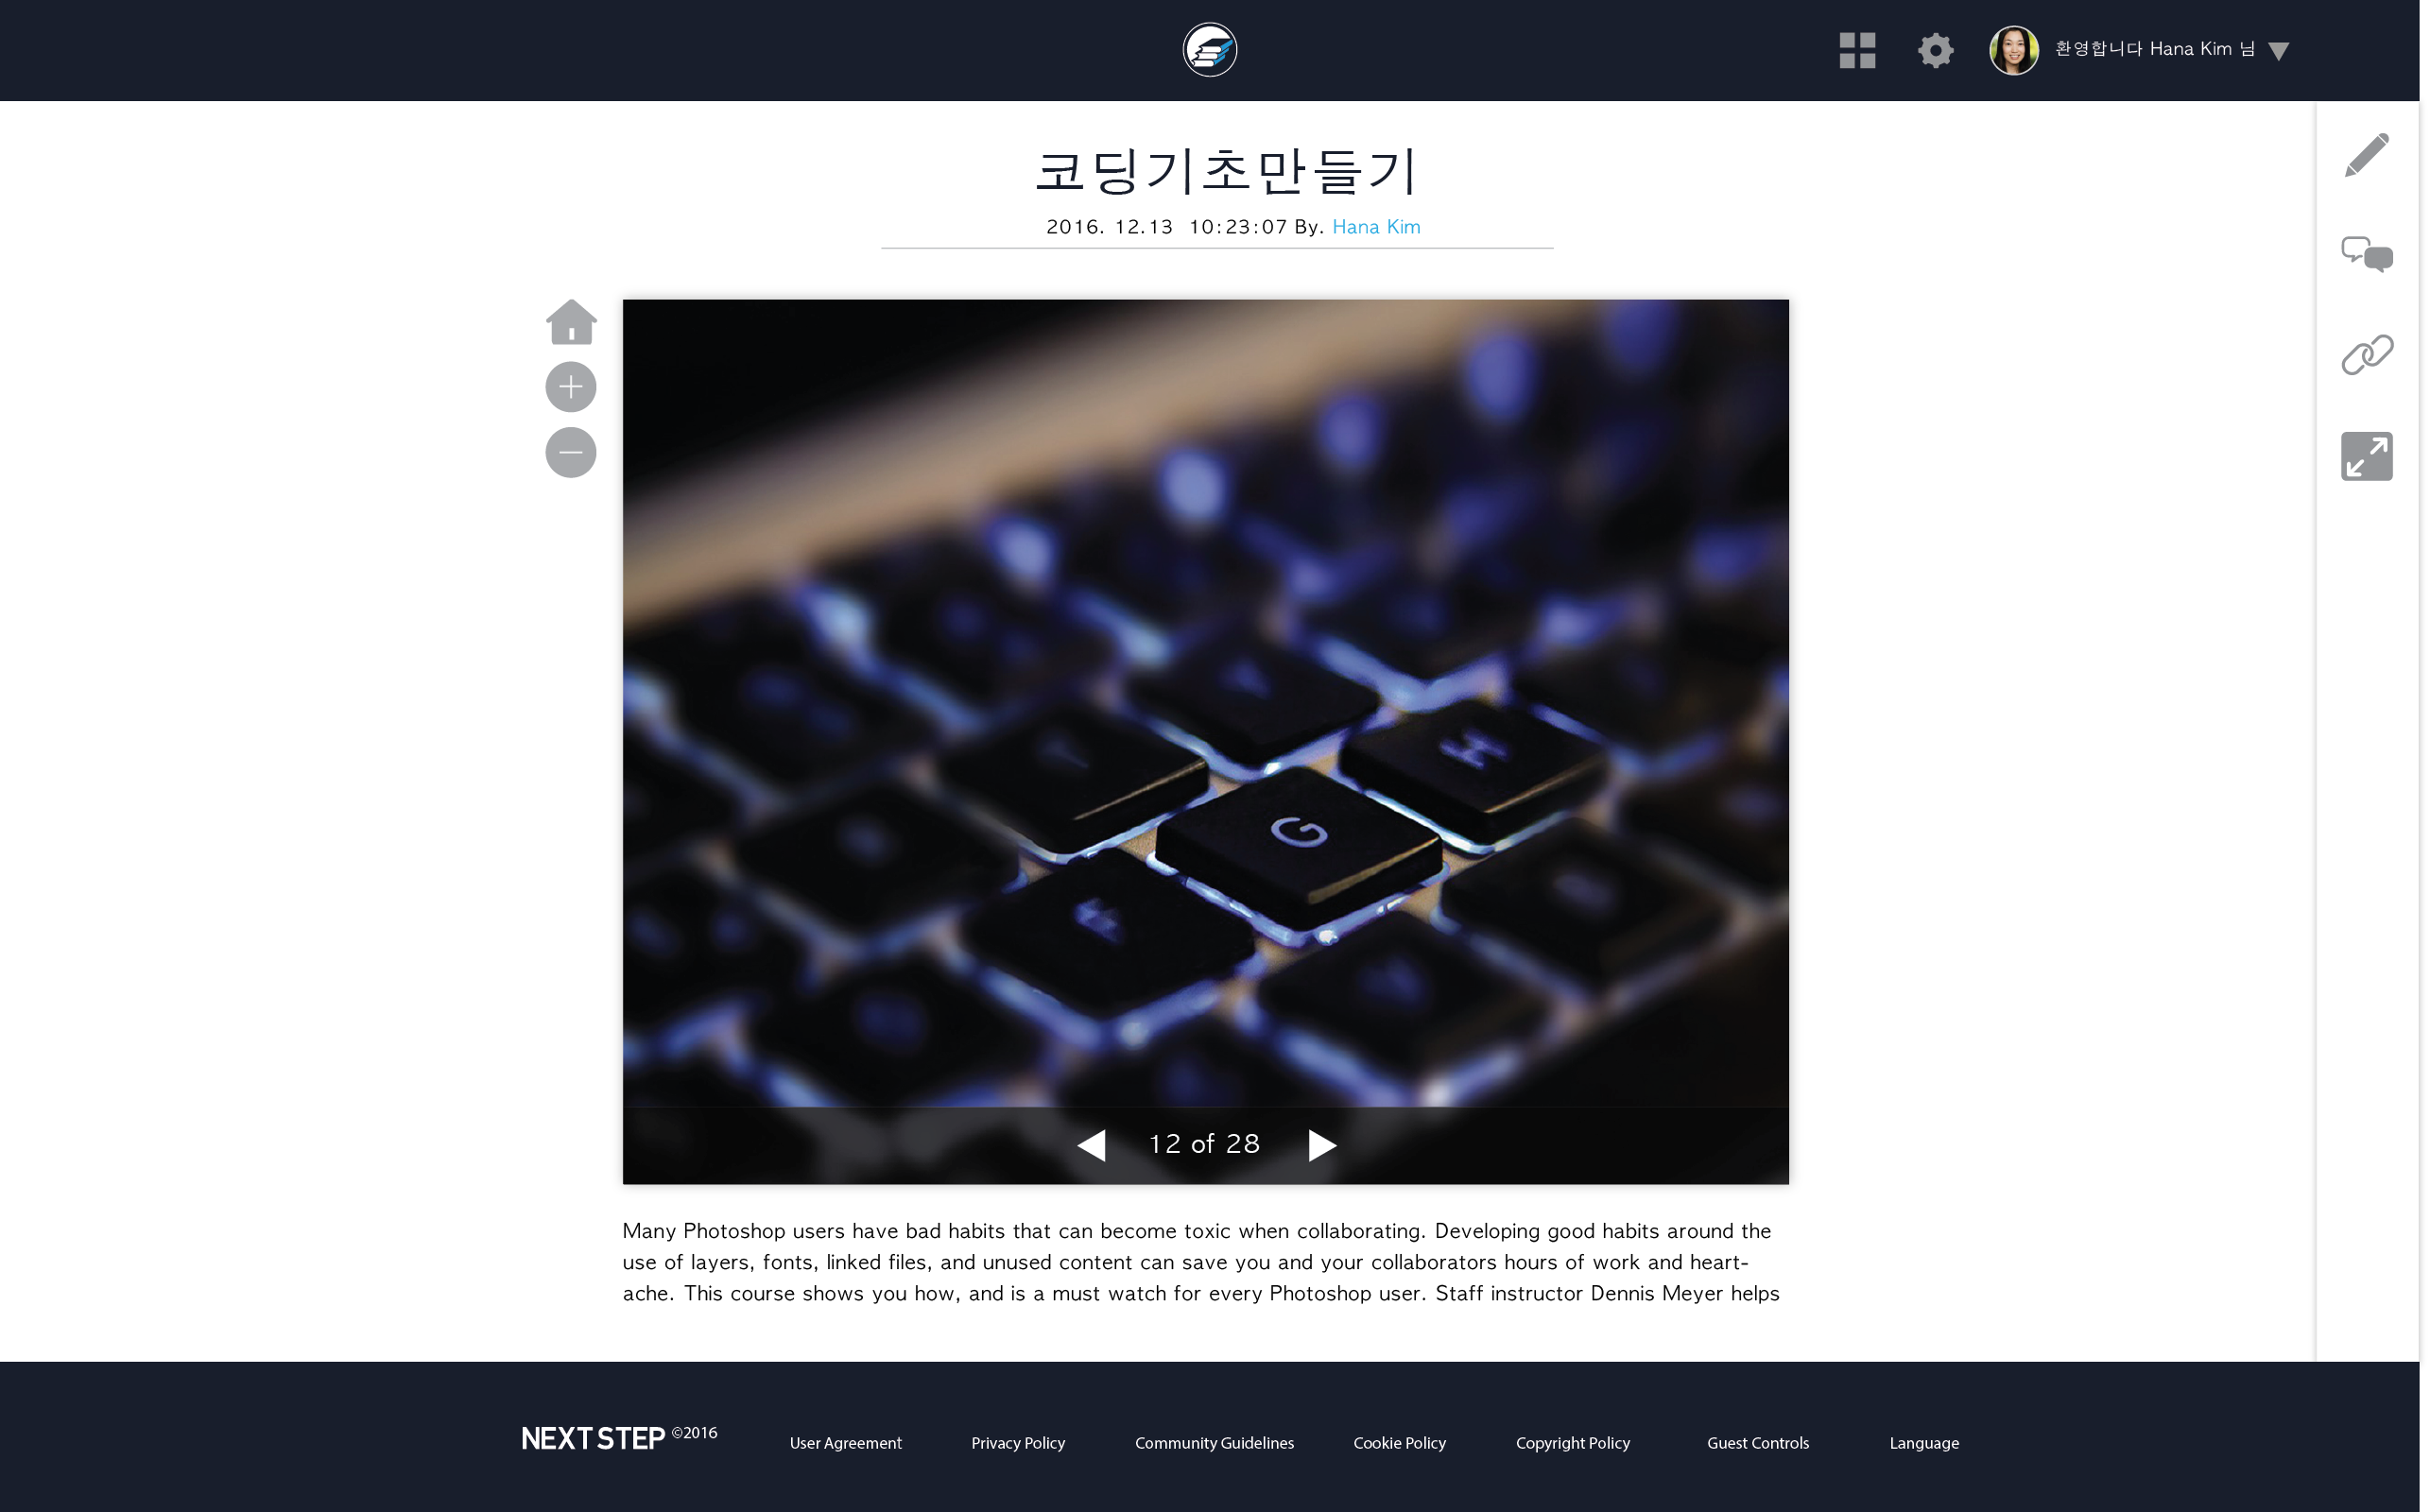 환영합니다 Hana Kim 님
코딩기초만들기
2016. 12.13 10:23:07 By. Hana Kim
H
G
12 of 28
Many Photoshop users have bad habits that can become toxic when collaborating. Developing good habits around the
use of layers, fonts, linked files, and unused content can save you and your collaborators hours of work and heart-
ache. This course shows you how, and is a must watch for every Photoshop user. Staff instructor Dennis Meyer helps
NEXT STEP ©2016 User Agreement Privacy Policy Community Guidelines Cookie Policy Copyright Policy Guest Controls Language